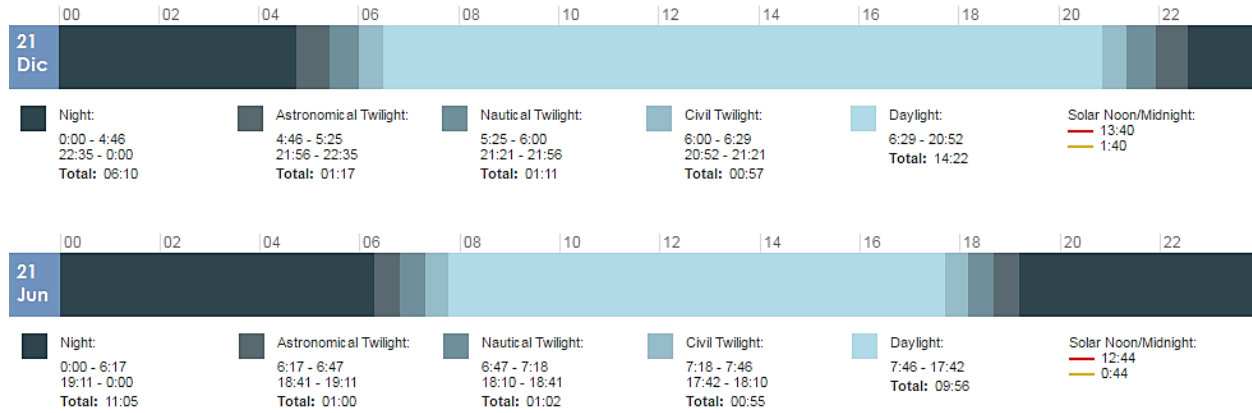 00 02 04 06 08 10 12 14 16 18 20 22
21
Dic
Night: Astronomical Twilight: Nautical Twilight: Civil Twilight: Daylight: Solar Noon/Midnight:
0:00 - 4:46 4:46 - 5:25 5:25 - 6:00 6:00 - 6:29 6:29 - 20:52 13:40
22:35 - 0:00 21:56 - 22:35 21:21 - 21:56 20:52 - 21:21 Total: 14:22 1:40
Total: 06:10 Total: 01:17 Total: 01:11 Total: 00:57
00 02 04 06 08 10 12 14 16 18 20 22
21
Jun
Night: Astronomical Twilight: Nautical Twilight: Civil Twilight: Daylight: Solar Noon/Midnight:
0:00 - 6:17 6:17 - 6:47 6:47 - 7:18 7:18 - 7:46 7:46 - 17:42 12:44
19:11 - 0:00 18:41 - 19:11 18:10 - 18:41 17:42 - 18:10 Total: 09:56 0:44
Total: 11:05 Total: 01:00 Total: 01:02 Total: 00:55